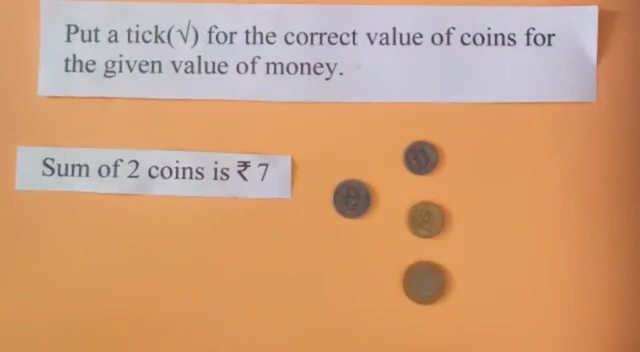 Put a tick(√) for the correct value of coins for
the given value of money.
Sum of 2 coins is ₹ 7